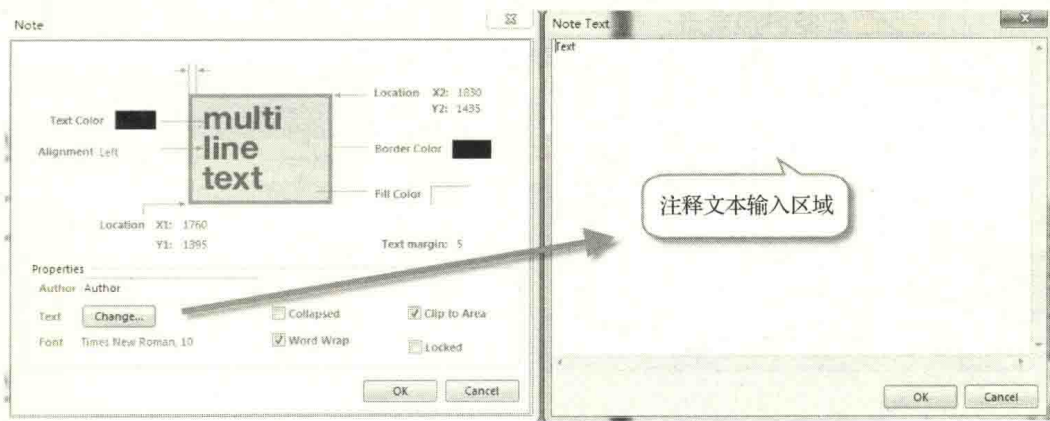 Note
Location X2: 1830
Y2: 1435
Text Color
multi
line
text
Alignment Left
Border Color
Fill Color
Location X1: 1760
Y1: 1395
Text margin: 5
Properties
Author Author
Text Change...
Collapsed
Clip to Area
Font Times New Roman, 10
Word Wrap
Locked
OK Cancel
Note Text
Text
注释文本输入区域
OK Cancel